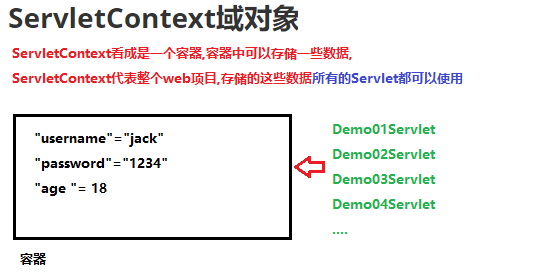 ServletContext域对象
ServletContext看成是一个容器,容器中可以存储一些数据,
ServletContext代表整个web项目,存储的这些数据所有的Servlet都可以使用
"username"="jack"
"password"="1234"
"age "= 18
Demo01Servlet
Demo02Servlet
Demo03Servlet
Demo04Servlet
....
容器